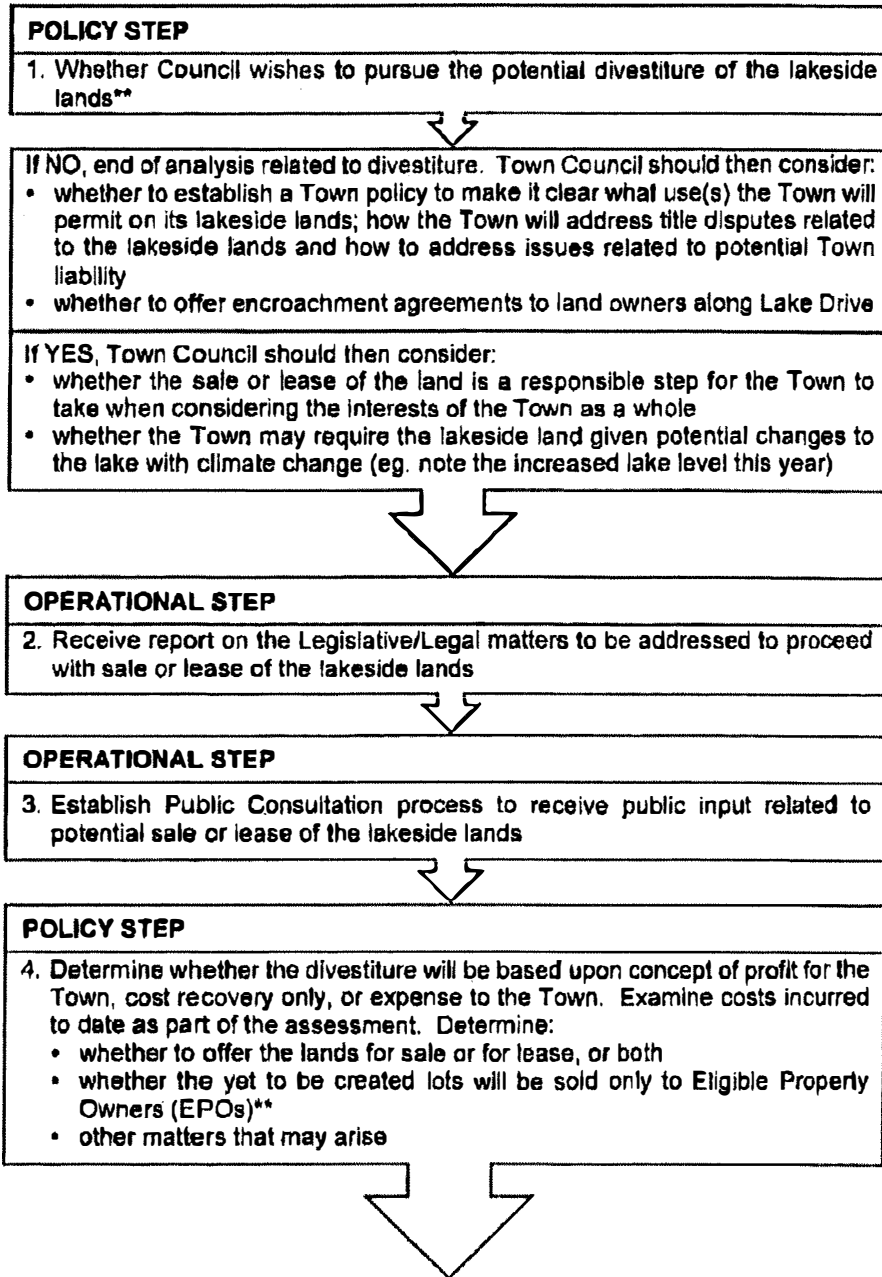 POLICY STEP
1. Whether Council wishes to pursue the potential divestiture of the lakeside
lands**
If NO, end of analysis related to divestiture. Town Council should then consider:
• whether to establish a Town policy to make it clear what use(s) the Town will
permit on its lakeside lands; how the Town will address title disputes related
to the lakeside lands and how to address issues related to potential Town
liability
• whether to offer encroachment agreements to land owners along Lake Drive
If YES, Town Council should then consider:
• whether the sale or lease of the land is a responsible step for the Town to
take when considering the interests of the Town as a whole
• whether the Town may require the lakeside land given potential changes to
the lake with climate change (eg. note the increased lake level this year)
OPERATIONAL STEP
2. Receive report on the Legislative/Legal matters to be addressed to proceed
with sale or lease of the lakeside lands
OPERATIONAL STEP
3. Establish Public Consultation process to receive public input related to
potential sale or lease of the lakeside lands
POLICY STEP
4. Determine whether the divestiture will be based upon concept of profit for the
Town, cost recovery only, or expense to the Town. Examine costs incurred
to date as part of the assessment. Determine:
• whether to offer the lands for sale or for lease, or both
• whether the yet to be created lots will be sold only to Eligible Property
Owners (EPOs)**
• other matters that may arise